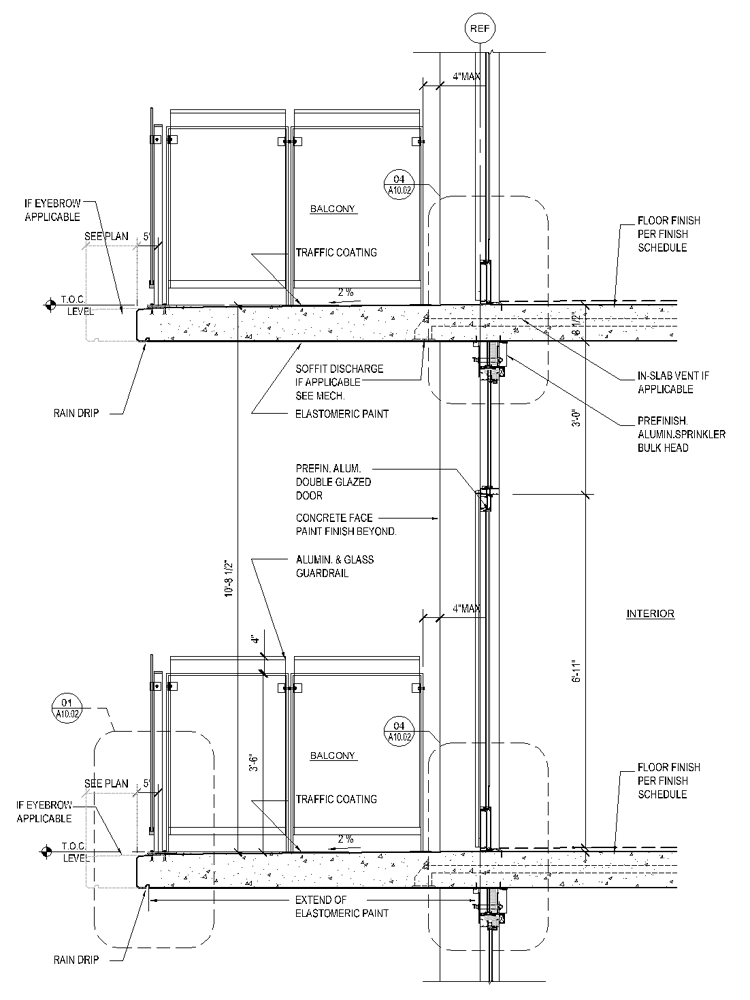 REF
4"MAX
04
A10.02
IF EYEBROW
APPLICABLE
BALCONY
FLOOR FINISH
PER FINISH
SCHEDULE
SEE PLAN
5"
TRAFFIC COATING
2 %
T.O.C.
LEVEL
8 1/2"
SOFFIT DISCHARGE
IF APPLICABLE
SEE MECH.
IN-SLAB VENT IF
APPLICABLE
RAIN DRIP
ELASTOMERIC PAINT
3'-0"
PREFINISH.
ALUMIN.SPRINKLER
BULK HEAD
PREFIN. ALUM.
DOUBLE GLAZED
DOOR
CONCRETE FACE
PAINT FINISH BEYOND.
10'-8 1/2"
ALUMIN. & GLASS
GUARDRAIL
4"MAX
INTERIOR
4"
6'-11"
01
A10.02
04
A10.02
3'-6"
BALCONY
FLOOR FINISH
PER FINISH
SCHEDULE
SEE PLAN
5"
TRAFFIC COATING
IF EYEBROW
APPLICABLE
2 %
T.O.C.
LEVEL
EXTEND OF
ELASTOMERIC PAINT
RAIN DRIP